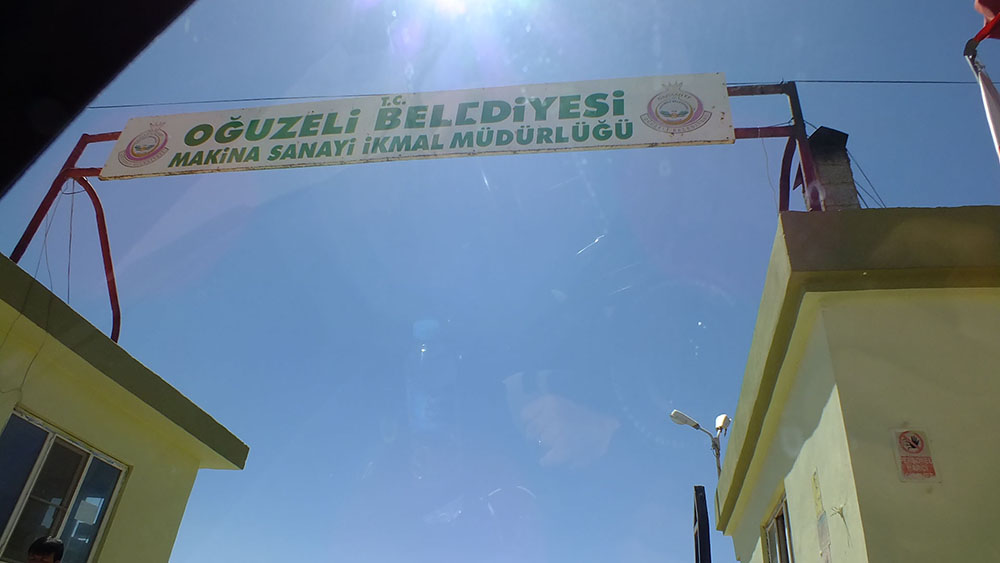 T.C.
OĞUZELİ BELEDİYESİ
MAKİNA SANAYİ İKMAL MÜDÜRLÜĞÜ